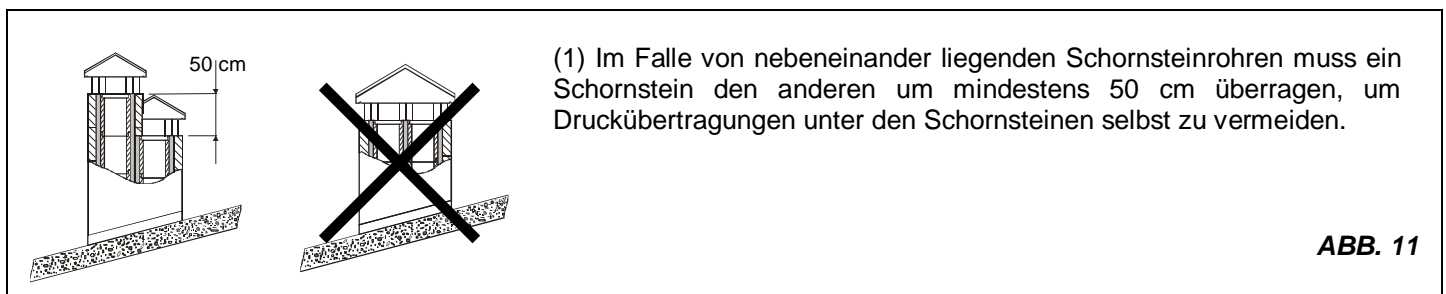 50 cm
(1) Im Falle von nebeneinander liegenden Schornsteinrohren muss ein
Schornstein den anderen um mindestens 50 cm überragen, um
Druckübertragungen unter den Schornsteinen selbst zu vermeiden.
ABB. 11